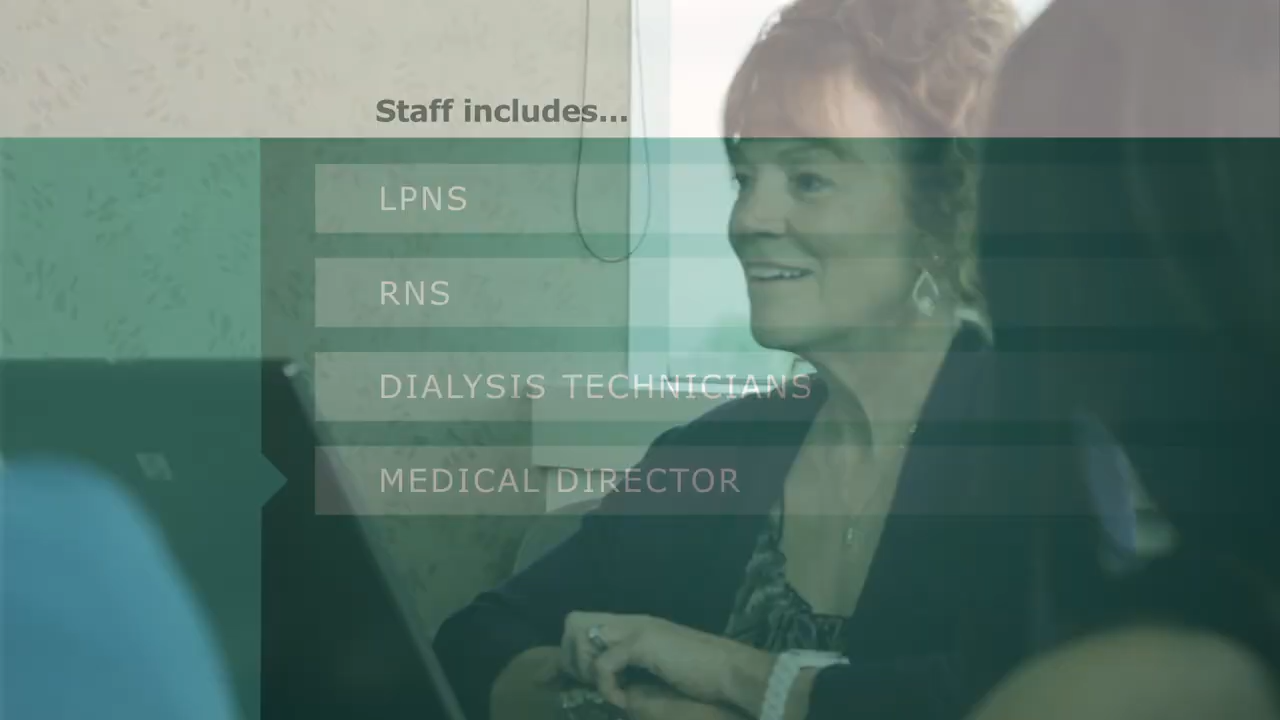 Staff includes...
LPNS
RNS
DIALYSIS TECHNICIANS
MEDICAL DIRECTOR